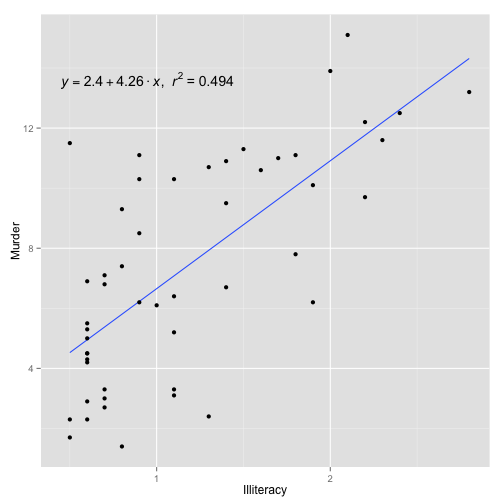 y = 2.4 + 4.26 · x,  r² = 0.494
12
8
4
Murder
1
2
Illiteracy